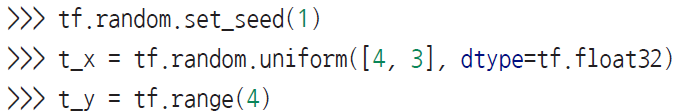 >>> tf.random.set_seed(1)
>>> t_x = tf.random.uniform([4, 3], dtype=tf.float32)
>>> t_y = tf.range(4)